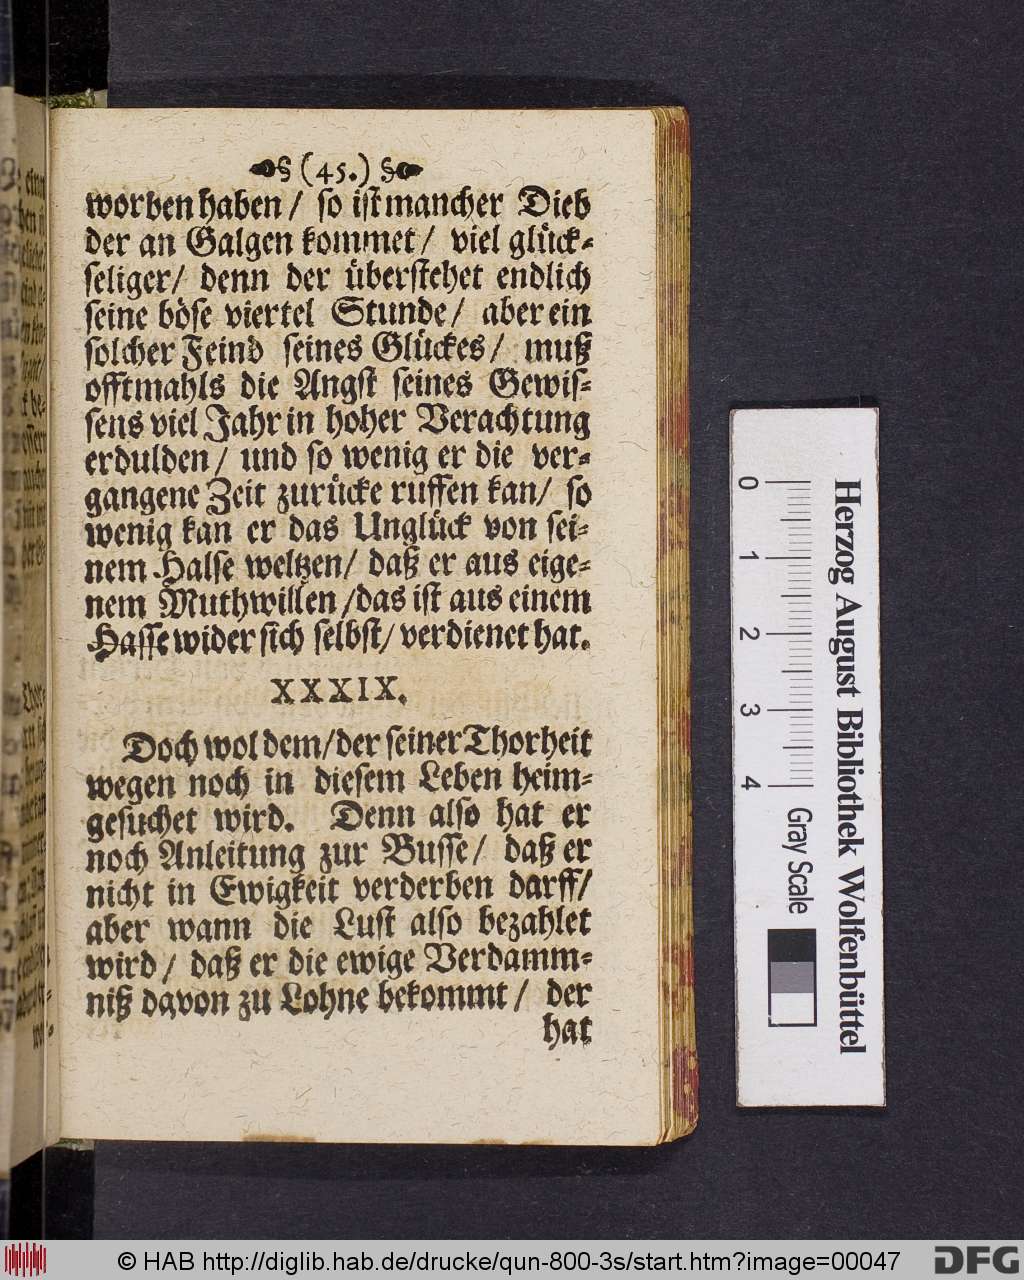 § (45.) §
worben haben / so ist mancher Dieb
der an Galgen kommet / viel glück-
seliger / denn der überstehet endlich
seine böse viertel Stunde / aber ein
solcher Feind seines Glückes / muß
offtmahls die Angst seines Gewis-
sens viel Jahr in hoher Verachtung
erdulden / und so wenig er die ver-
gangene Zeit zurücke ruffen kan / so
wenig kan er das Unglück von sei-
nem Halse weltzen / daß er aus eige-
nem Muthwillen / das ist aus einem
Hasse wider sich selbst / verdienet hat.
XXXIX.
Doch wol dem / der seiner Thorheit
wegen noch in diesem Leben heim-
gesuchet wird. Denn also hat er
noch Anleitung zur Busse / daß er
nicht in Ewigkeit verderben darff /
aber wann die Lust also bezahlet
wird / daß er die ewige Verdamm-
niß davon zu Lohne bekommt / der
hat
0 1 2 3 4
Gray Scale
Herzog August Bibliothek Wolfenbüttel
© HAB http://diglib.hab.de/drucke/qun-800-3s/start.htm?image=00047
DFG